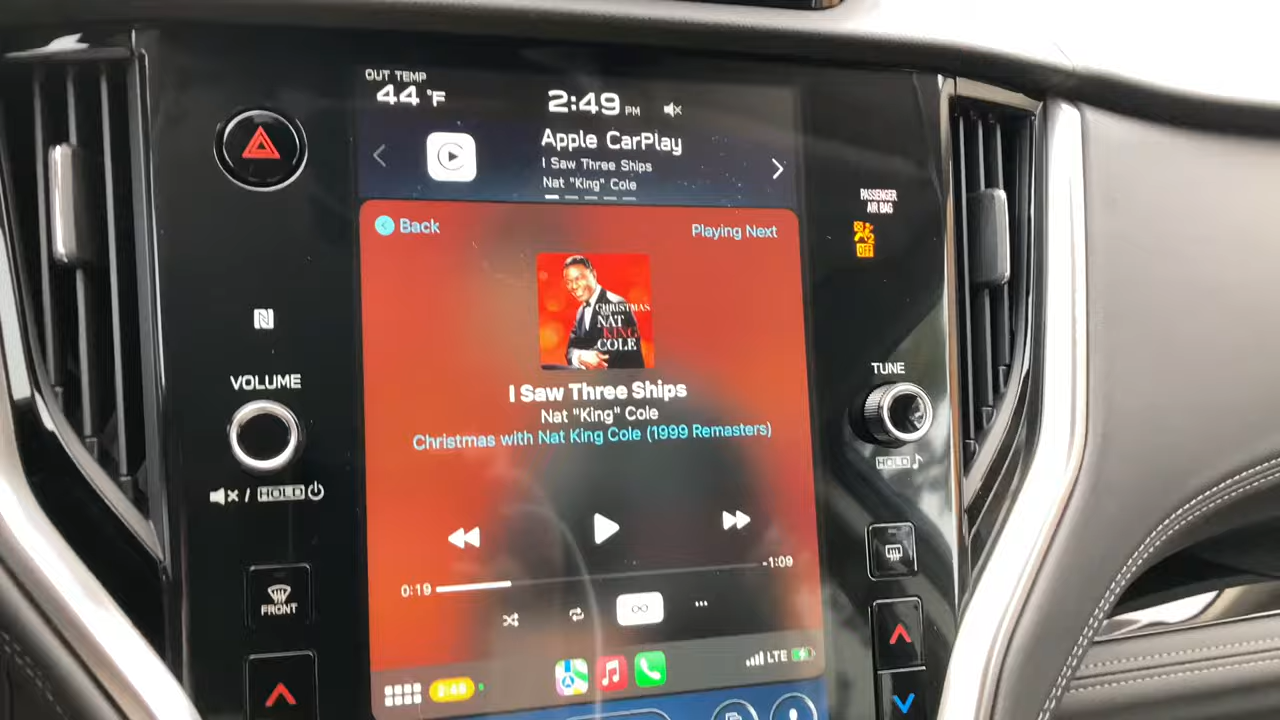 OUT TEMP
44 °F
2:49 PM
Apple CarPlay
I Saw Three Ships
Nat "King" Cole
Back
Playing Next
PASSENGER
AIR BAG
OFF
CHRISTMAS
NAT
KING
COLE
I Saw Three Ships
Nat "King" Cole
Christmas with Nat King Cole (1999 Remasters)
VOLUME
TUNE
HOLD
/ HOLD
0:19
-1:09
FRONT
LTE